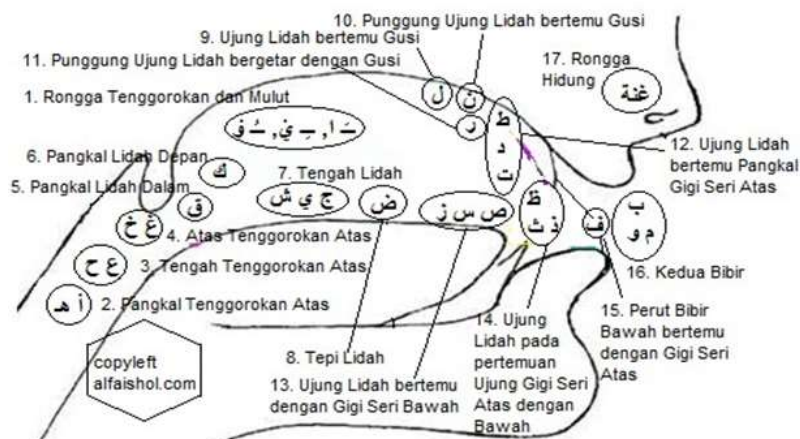 10. Punggung Ujung Lidah bertemu Gusi
9. Ujung Lidah bertemu Gusi
11. Punggung Ujung Lidah bergetar dengan Gusi
17. Rongga
Hidung
غنة
ل
ن
ر
1. Rongga Tenggorokan dan Mulut
ط
د
ت
12. Ujung Lidah
bertemu Pangkal
Gigi Seri Atas
6. Pangkal Lidah Depan
ك
7. Tengah Lidah
5. Pangkal Lidah Dalam
ق
ج ي ش
ض
ص س ز
ظ
ذ ث
ف
ب
م و
غ خ
4. Atas Tenggorokan Atas
ع ح
3. Tengah Tenggorokan Atas
أ هـ
2. Pangkal Tenggorokan Atas
16. Kedua Bibir
15. Perut Bibir
Bawah bertemu
dengan Gigi Seri
Atas
14. Ujung
Lidah pada
pertemuan
Ujung Gigi Seri
Atas dengan
Bawah
8. Tepi Lidah
13. Ujung Lidah bertemu
dengan Gigi Seri Bawah
copyleft
alfaishol.com